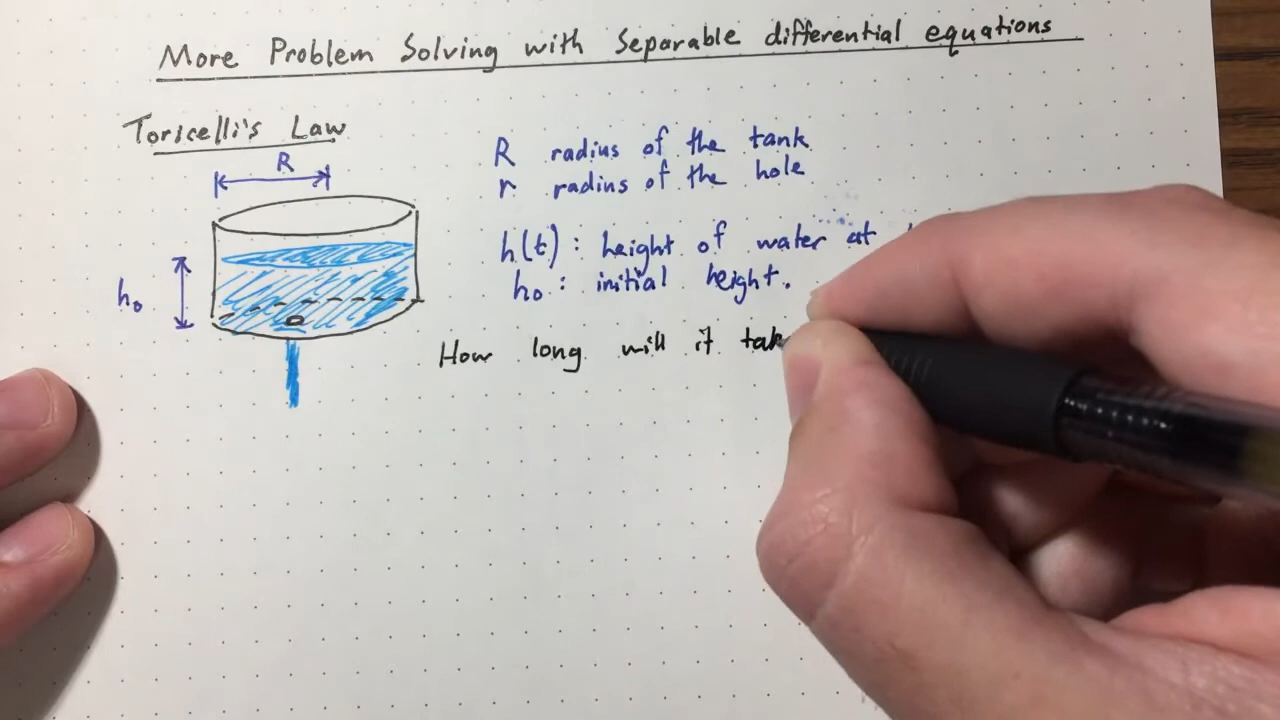 More Problem Solving with Separable differential equations
Toricelli's Law
R
R radius of the tank
r radius of the hole
h(t) : height of water at
h₀ : initial height.
h₀
How long will it tak